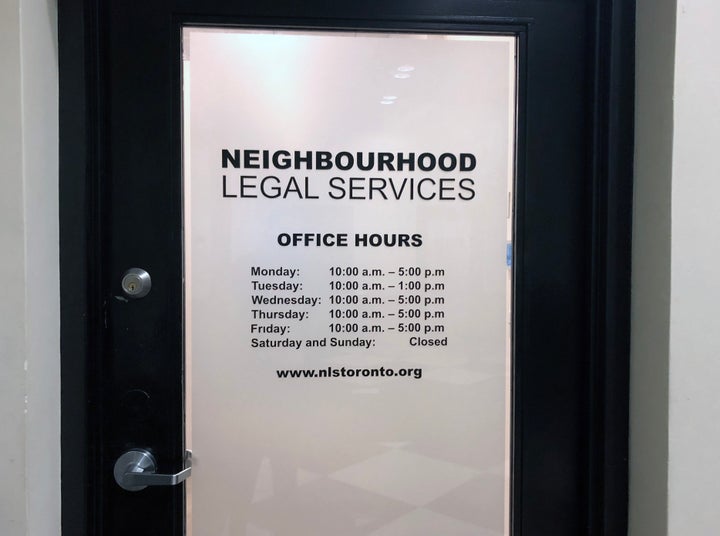 NEIGHBOURHOOD
LEGAL SERVICES
OFFICE HOURS
Monday: 10:00 a.m. – 5:00 p.m
Tuesday: 10:00 a.m. – 1:00 p.m
Wednesday: 10:00 a.m. – 5:00 p.m
Thursday: 10:00 a.m. – 5:00 p.m
Friday: 10:00 a.m. – 5:00 p.m
Saturday and Sunday: Closed
www.nlstoronto.org